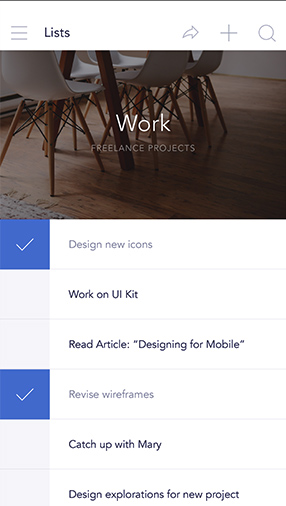 Lists
Work
FREELANCE PROJECTS
Design new icons
Work on UI Kit
Read Article: “Designing for Mobile”
Revise wireframes
Catch up with Mary
Design explorations for new project